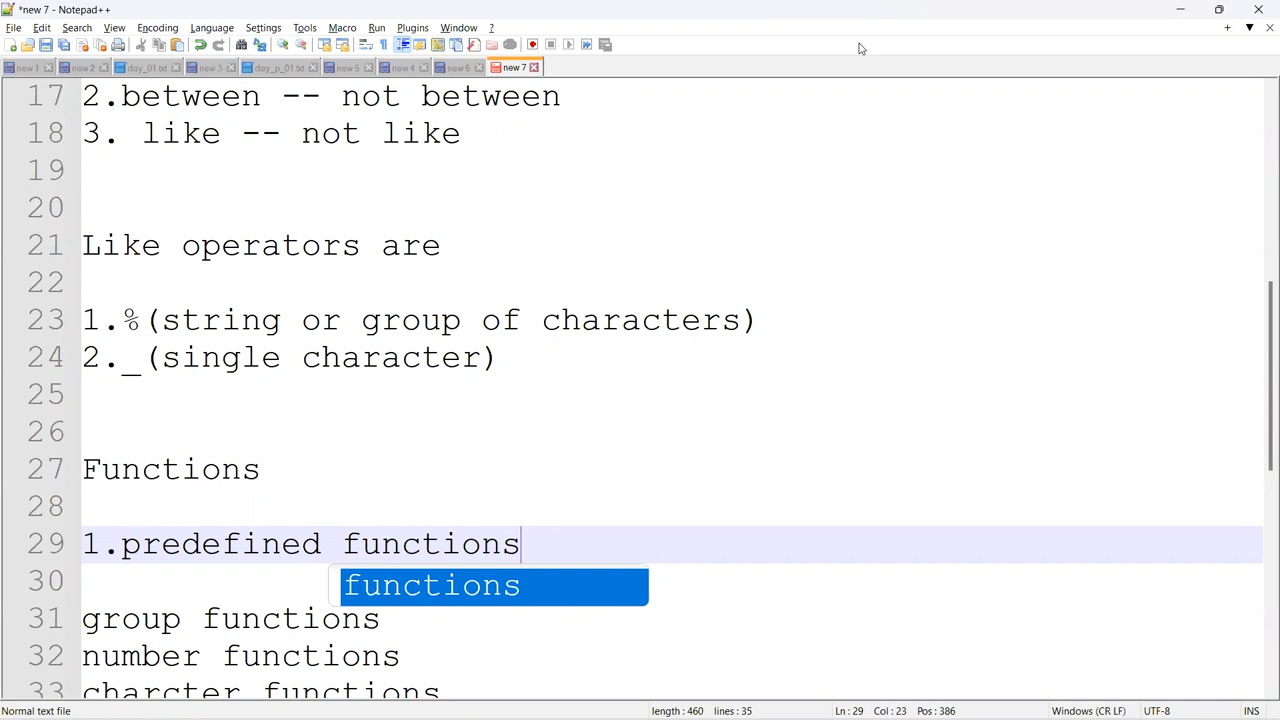 *new 7 - Notepad++
File Edit Search View Encoding Language Settings Tools Macro Run Plugins Window ?
new 1 new 2 day_01.txt new 3 day_p_01.txt new 5 new 4 new 6 new 7
17 2.between -- not between
18 3. like -- not like
19
20
21 Like operators are
22
23 1.%(string or group of characters)
24 2._(single character)
25
26
27 Functions
28
29 1.predefined functions
30 functions
31 group functions
32 number functions
33 charcter functions
Normal text file length : 460 lines : 35 Ln : 29 Col : 23 Pos : 386 Windows (CR LF) UTF-8 INS